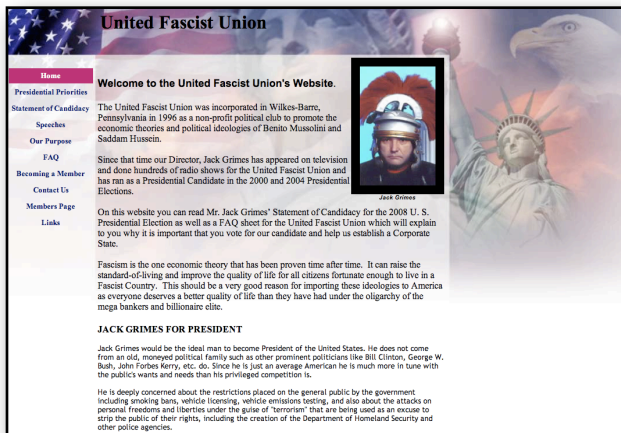 United Fascist Union
Home
Presidential Priorities
Statement of Candidacy
Speeches
Our Purpose
FAQ
Becoming a Member
Contact Us
Members Page
Links
Welcome to the United Fascist Union's Website.
The United Fascist Union was incorporated in Wilkes-Barre,
Pennsylvania in 1996 as a non-profit political club to promote the
economic theories and political ideologies of Benito Mussolini and
Saddam Hussein.
Since that time our Director, Jack Grimes has appeared on television
and done hundreds of radio shows for the United Fascist Union and
has ran as a Presidential Candidate in the 2000 and 2004 Presidential
Elections.
Jack Grimes
On this website you can read Mr. Jack Grimes' Statement of Candidacy for the 2008 U. S.
Presidential Election as well as a FAQ sheet for the United Fascist Union which will explain
to you why it is important that you vote for our candidate and help us establish a Corporate
State.
Fascism is the one economic theory that has been proven time after time. It can raise the
standard-of-living and improve the quality of life for all citizens fortunate enough to live in a
Fascist Country. This should be a very good reason for importing these ideologies to America
as everyone deserves a better quality of life than they have had under the oligarchy of the
mega bankers and billionaire elite.
JACK GRIMES FOR PRESIDENT
Jack Grimes would be the ideal man to become President of the United States. He does not come
from an old, moneyed political family such as other prominent politicians like Bill Clinton, George W.
Bush, John Forbes Kerry, etc. do. Since he is just an average American he is much more in tune with
the public's wants and needs than his privileged competition is.
He is deeply concerned about the restrictions placed on the general public by the government
including smoking bans, vehicle licensing, vehicle emissions testing, and also about the attacks on
personal freedoms and liberties under the guise of "terrorism" that are being used as an excuse to
strip the public of their rights, including the creation of the Department of Homeland Security and
other police agencies.